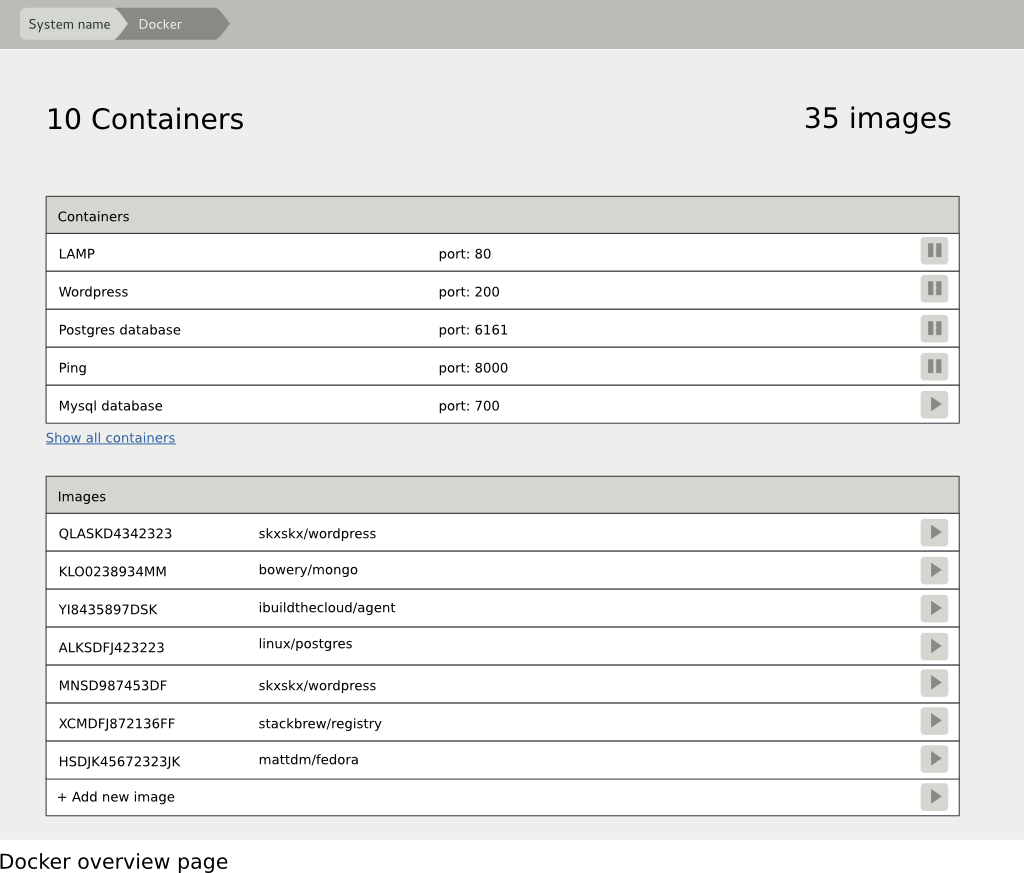 System name Docker
10 Containers 35 images
Containers
LAMP port: 80
Wordpress port: 200
Postgres database port: 6161
Ping port: 8000
Mysql database port: 700
Show all containers
Images
QLASKD4342323 skxskx/wordpress
KLO0238934MM bowery/mongo
YI8435897DSK ibuildthecloud/agent
ALKSDFJ423223 linux/postgres
MNSD987453DF skxskx/wordpress
XCMDFJ872136FF stackbrew/registry
HSDJK45672323JK mattdm/fedora
+ Add new image
Docker overview page